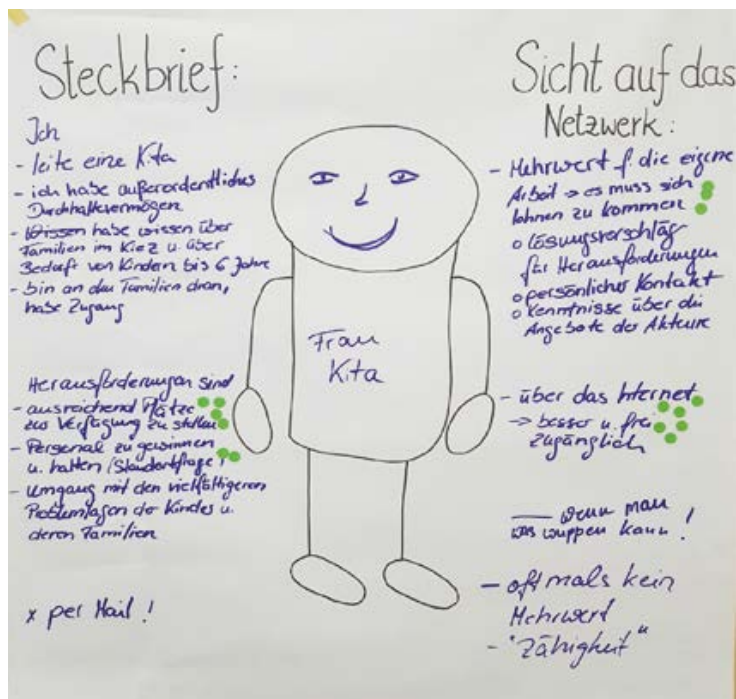 Steckbrief:
Ich
- leite eine Kita
- ich habe außerordentliches
Durchhaltevermögen
- Wissen habe wissen über
Familien im Kiez u. über
Bedarf von Kindern bis 6 Jahre
- bin an den Familien dran,
habe Zugang
Herausforderungen sind
- ausreichend Plätze
zur Verfügung zu stellen
- Personal zu gewinnen
u. halten (Standortfrage!
- Umgang mit den vielfältigeren
Problemlagen der Kindes u.
deren Familien
x per Mail!
Frau
Kita
Sicht auf das
Netzwerk:
- Mehrwert f. die eigene
Arbeit → es muss sich
lohnen zu kommen
o Lösungsvorschläg
für Herausforderungen
o persönlicher Kontakt
o Kenntnisse über die
Angebote der Akteure
- über das Internet
→ besser u. frei
zugänglich
— wenn man
was wuppen kann!
- oftmals kein
Mehrwert
- "Zähigkeit"